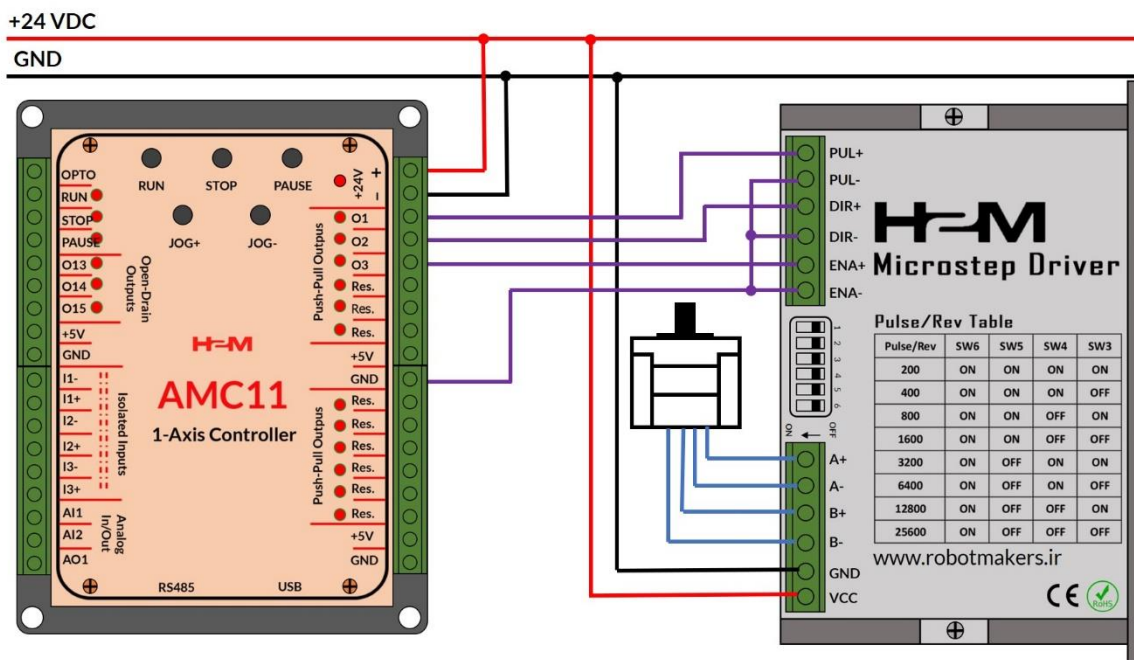 +24 VDC
GND
OPTO
RUN
STOP
PAUSE
O13
O14
O15
+5V
GND
I1-
I1+
I2-
I2+
I3-
I3+
AI1
AI2
AO1
Open-Drain
Outputs
Isolated Inputs
Analog
In/Out
RUN
STOP
PAUSE
JOG+
JOG-
H2M
AMC11
1-Axis Controller
RS485
USB
+24V
+
-
O1
O2
O3
Res.
Res.
Res.
+5V
GND
Res.
Res.
Res.
Res.
Res.
Res.
+5V
GND
Push-Pull Outpus
Push-Pull Outpus
PUL+
PUL-
DIR+
DIR-
ENA+
ENA-
1
2
3
4
5
6
ON
OFF
A+
A-
B+
B-
GND
VCC
H2M
Microstep Driver
Pulse/Rev Table
Pulse/Rev SW6 SW5 SW4 SW3
200 ON ON ON ON
400 ON ON ON OFF
800 ON ON OFF ON
1600 ON ON OFF OFF
3200 ON OFF ON ON
6400 ON OFF ON OFF
12800 ON OFF OFF ON
25600 ON OFF OFF OFF
www.robotmakers.ir
CE
RoHS